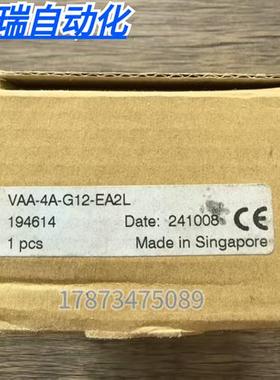 瑞自动化
VAA-4A-G12-EA2L
194614 Date: 241008 CE
1 pcs Made in Singapore
17873475089